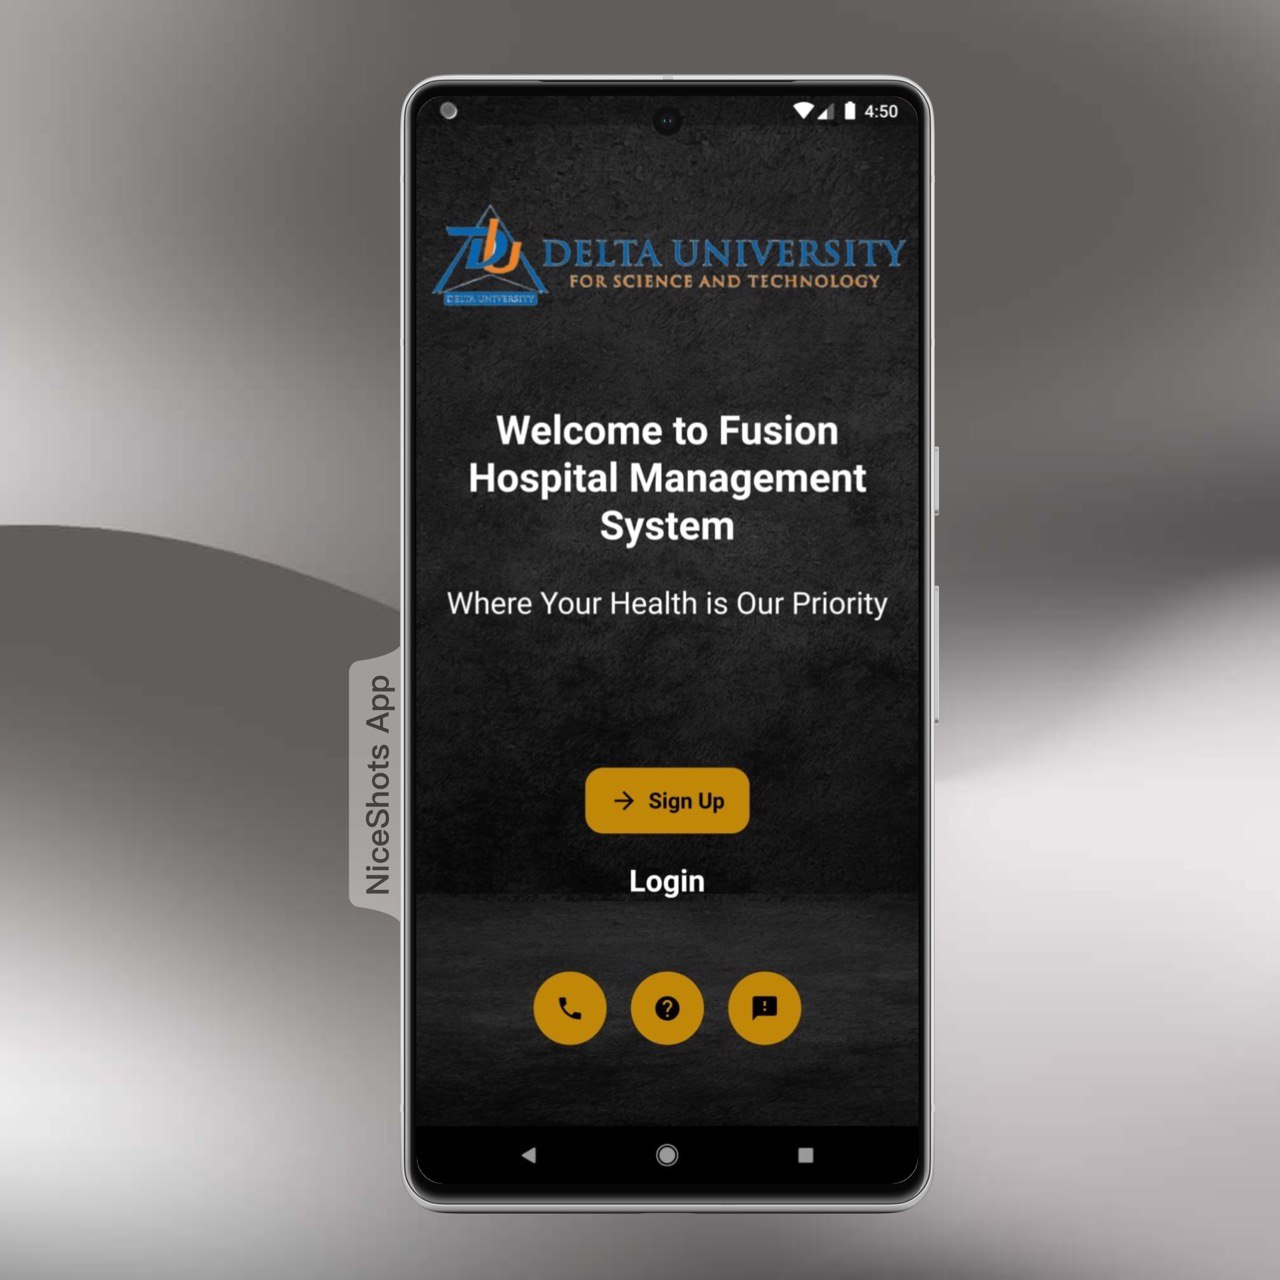 4:50
DELTA UNIVERSITY
FOR SCIENCE AND TECHNOLOGY
DELTA UNIVERSITY
Welcome to Fusion
Hospital Management
System
Where Your Health is Our Priority
NiceShots App
Sign Up
Login